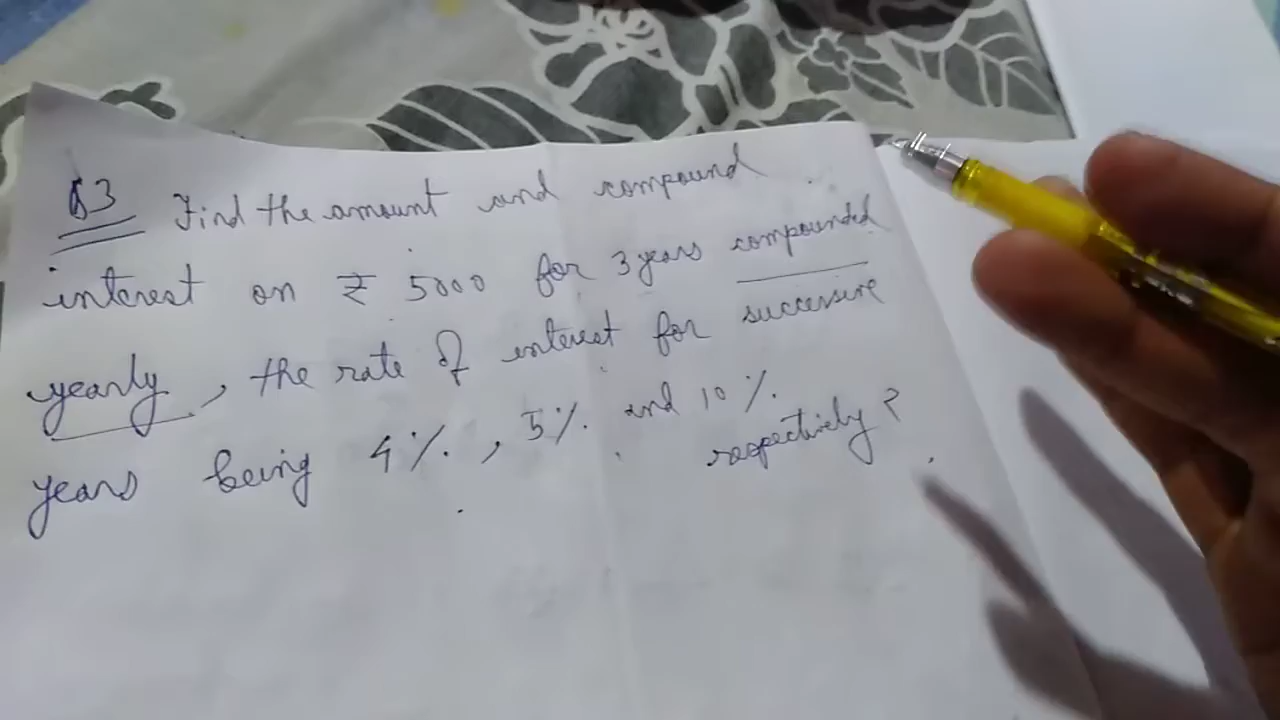 Q3 Find the amount and compound
interest on ₹ 5000 for 3 years compounded
yearly, the rate of interest for successive
years being 4%, 5% and 10%.
respectively?